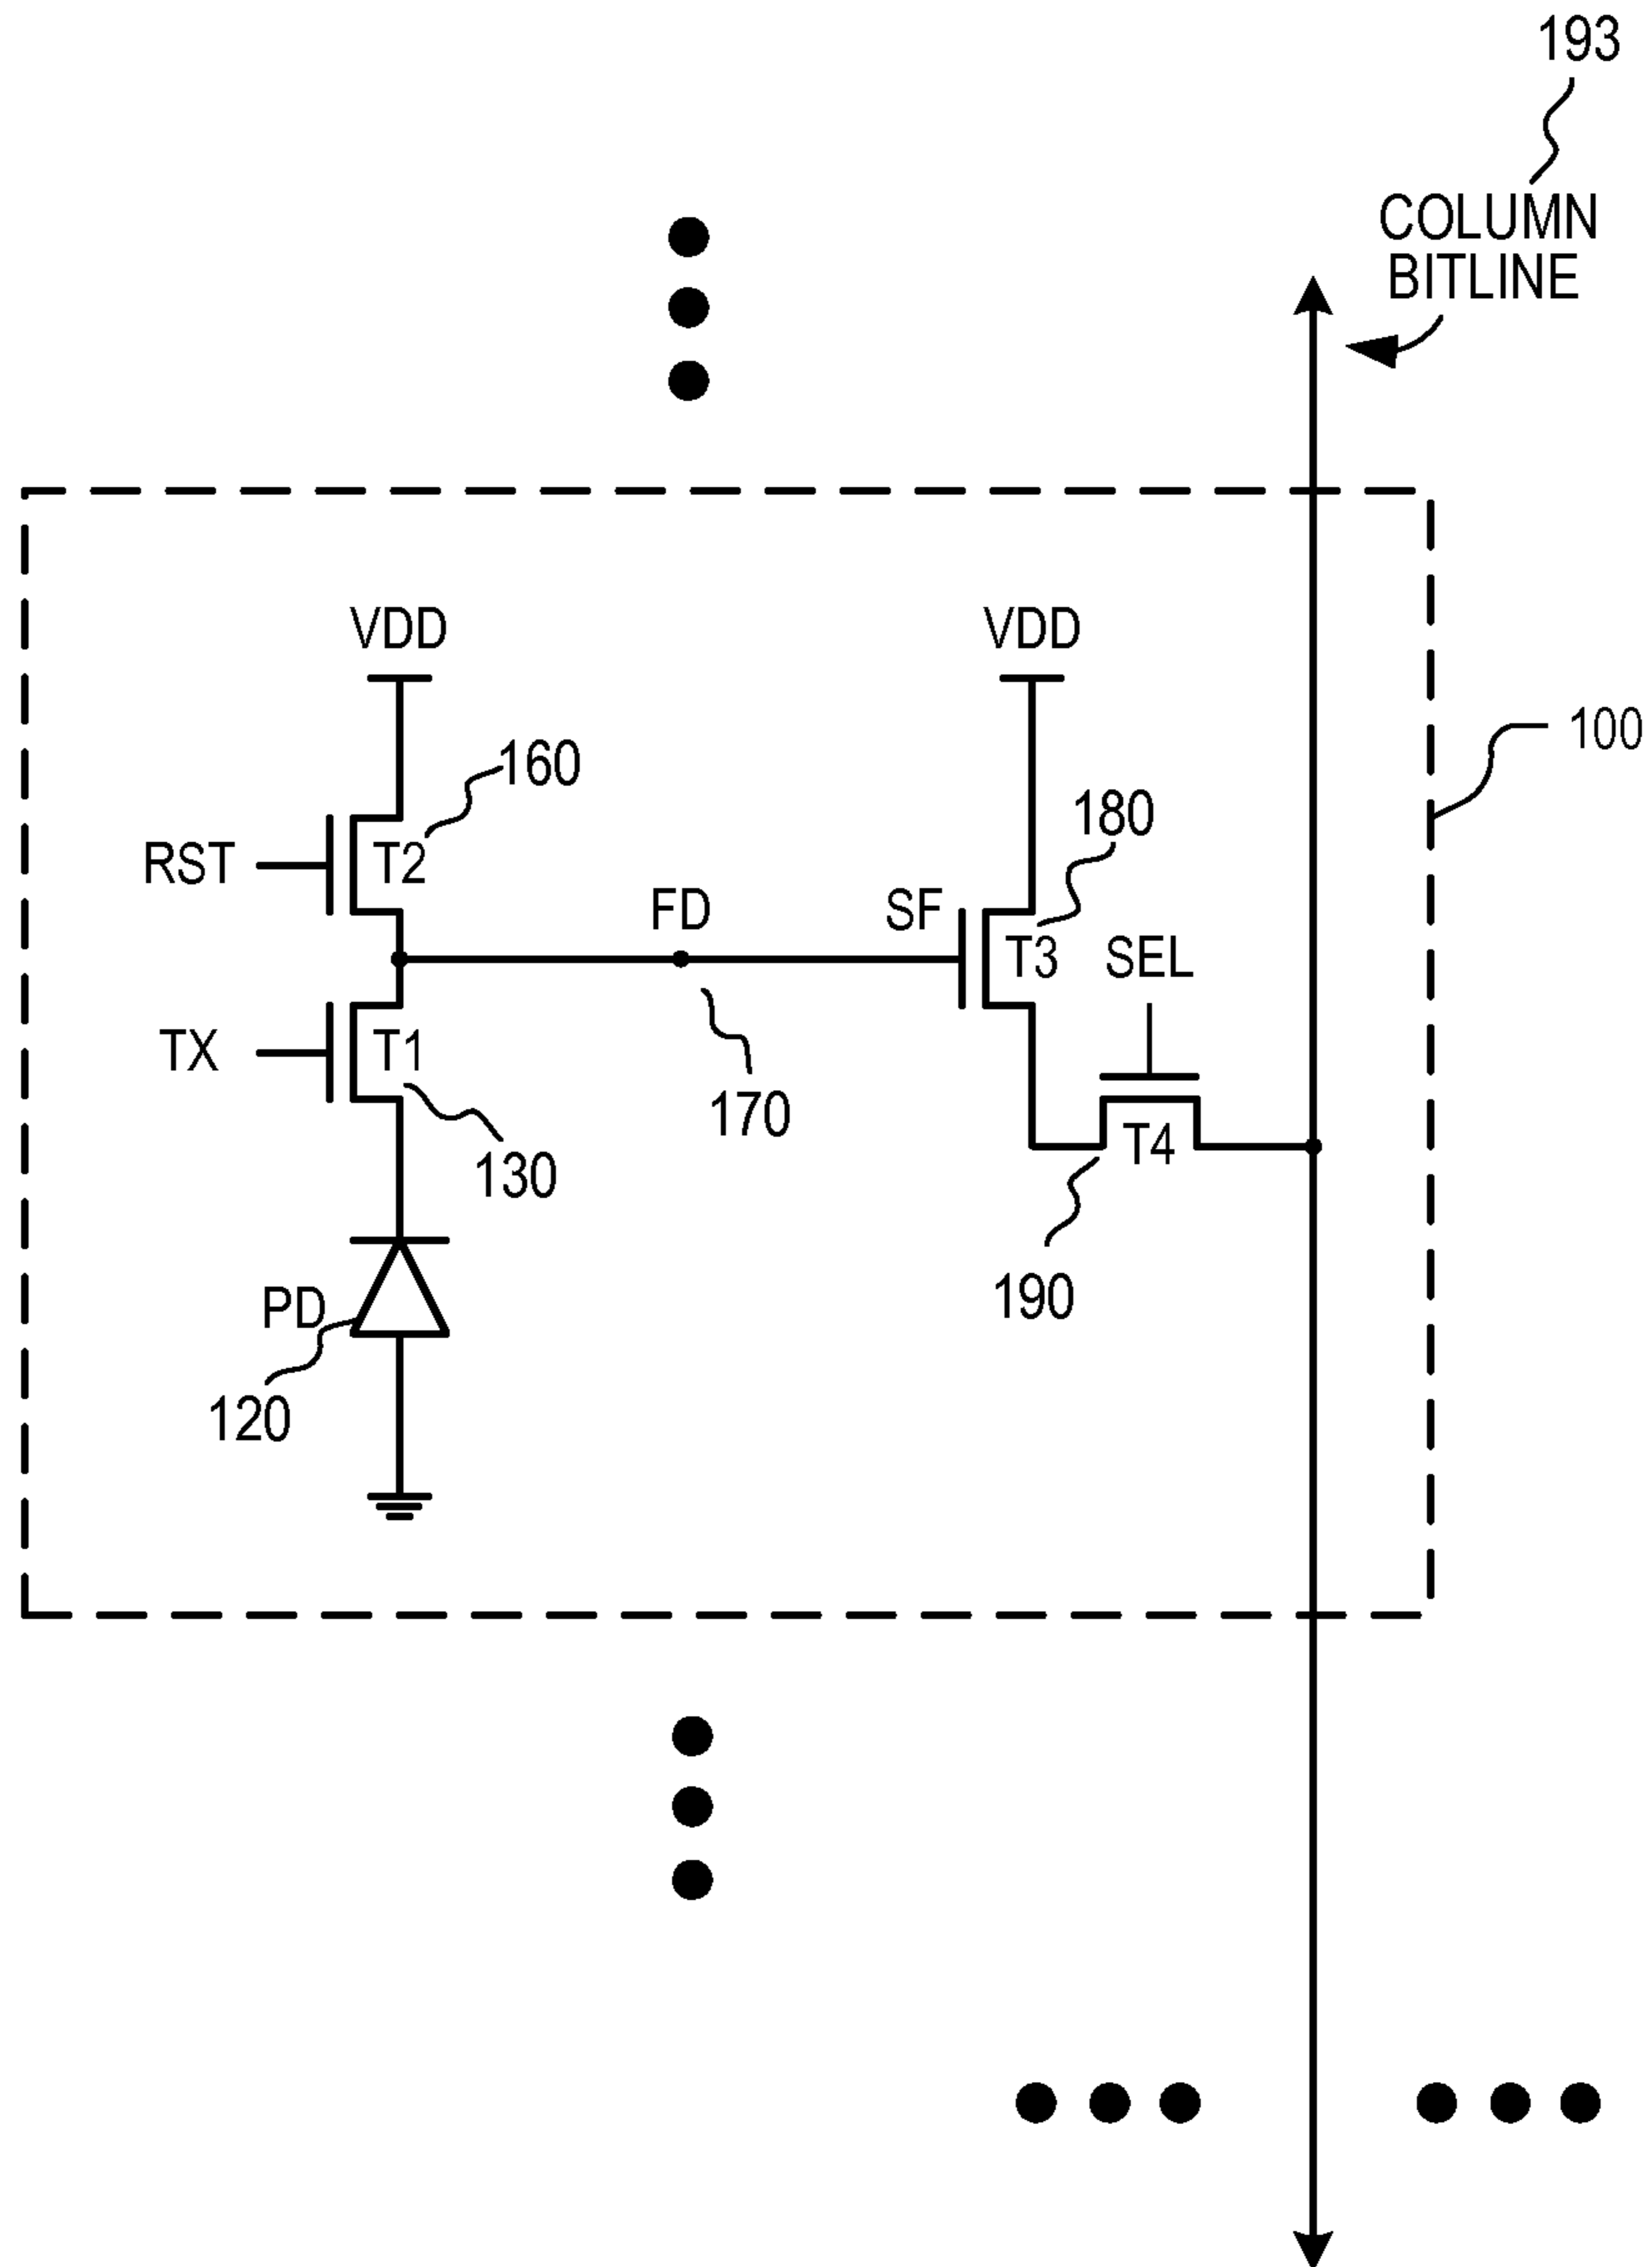 193
COLUMN
BITLINE
VDD
VDD
100
160
180
RST
T2
FD
SF
T3
SEL
TX
T1
170
T4
130
190
PD
120